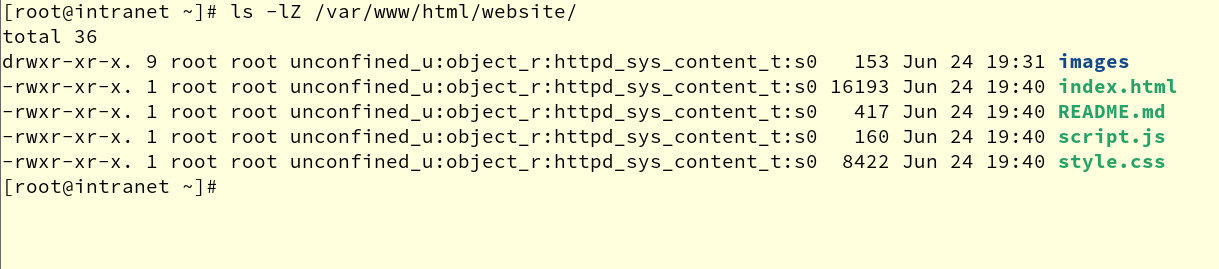 [root@intranet ~]# ls -lZ /var/www/html/website/
total 36
drwxr-xr-x. 9 root root unconfined_u:object_r:httpd_sys_content_t:s0   153 Jun 24 19:31 images
-rwxr-xr-x. 1 root root unconfined_u:object_r:httpd_sys_content_t:s0 16193 Jun 24 19:40 index.html
-rwxr-xr-x. 1 root root unconfined_u:object_r:httpd_sys_content_t:s0   417 Jun 24 19:40 README.md
-rwxr-xr-x. 1 root root unconfined_u:object_r:httpd_sys_content_t:s0   160 Jun 24 19:40 script.js
-rwxr-xr-x. 1 root root unconfined_u:object_r:httpd_sys_content_t:s0  8422 Jun 24 19:40 style.css
[root@intranet ~]#